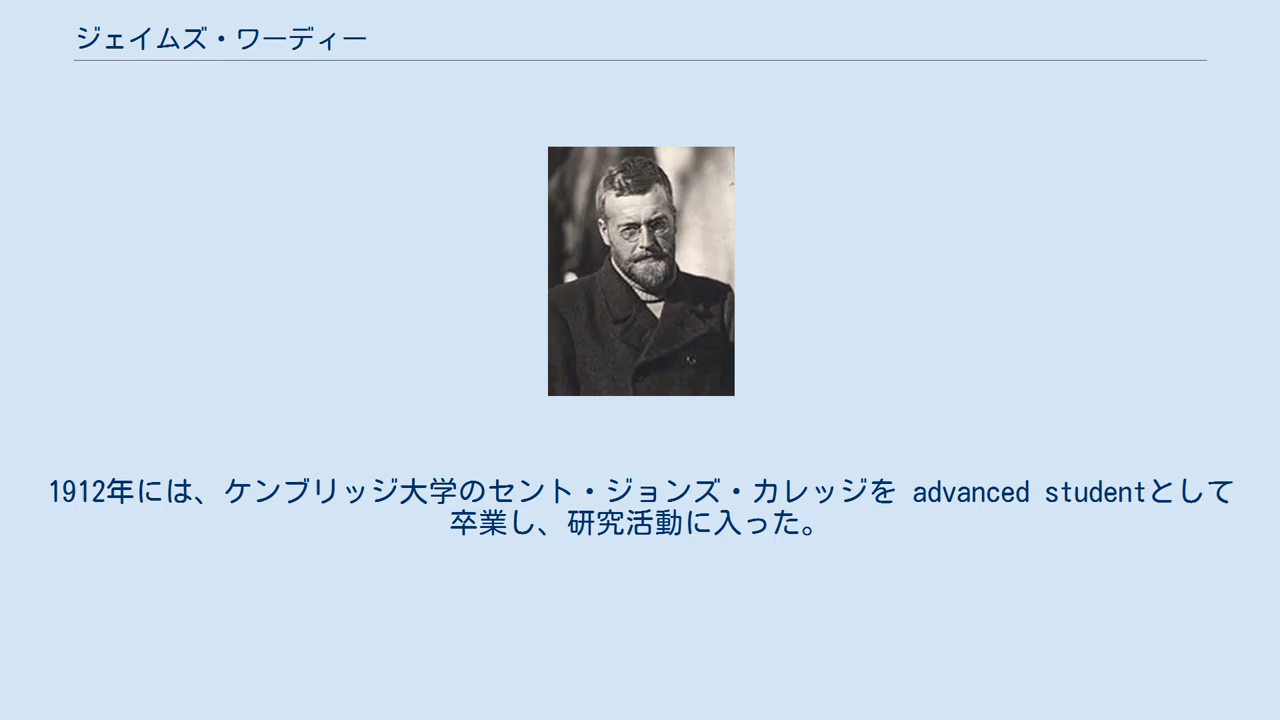 ジェイムズ・ワーディー
1912年には、ケンブリッジ大学のセント・ジョンズ・カレッジを advanced studentとして
卒業し、研究活動に入った。